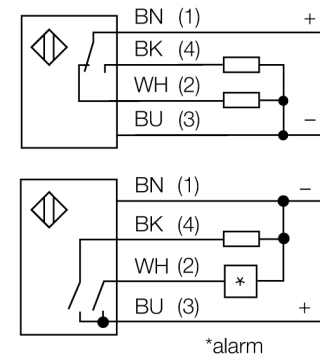 BN (1) +
BK (4)
WH (2)
BU (3) −
BN (1) −
BK (4)
WH (2)
*
BU (3) +
*alarm